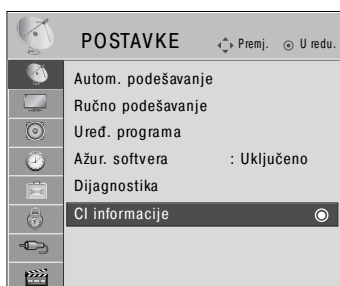 POSTAVKE Premj. U redu.
Autom. podešavanje
Ručno podešavanje
Uređ. programa
Ažur. softvera : Uključeno
Dijagnostika
CI informacije